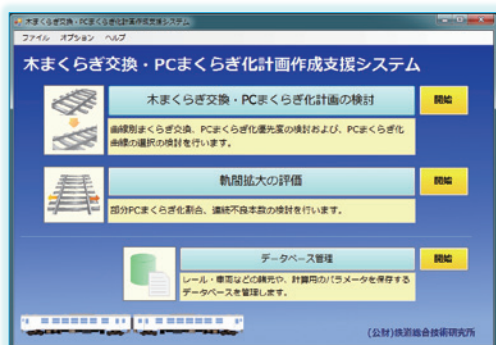 木まくらぎ交換・PCまくらぎ化計画作成支援システム
ファイル オプション ヘルプ
木まくらぎ交換・PCまくらぎ化計画作成支援システム
木まくらぎ交換・PCまくらぎ化計画の検討
開始
曲線別まくらぎ交換、PCまくらぎ化優先度の検討および、PCまくらぎ化
曲線の選択の検討を行います。
軌間拡大の評価
開始
部分PCまくらぎ化割合、連続不良本数の検討を行います。
データベース管理
開始
レール・車両などの諸元や、計算用のパラメータを保存する
データベースを管理します。
(公財)鉄道総合技術研究所